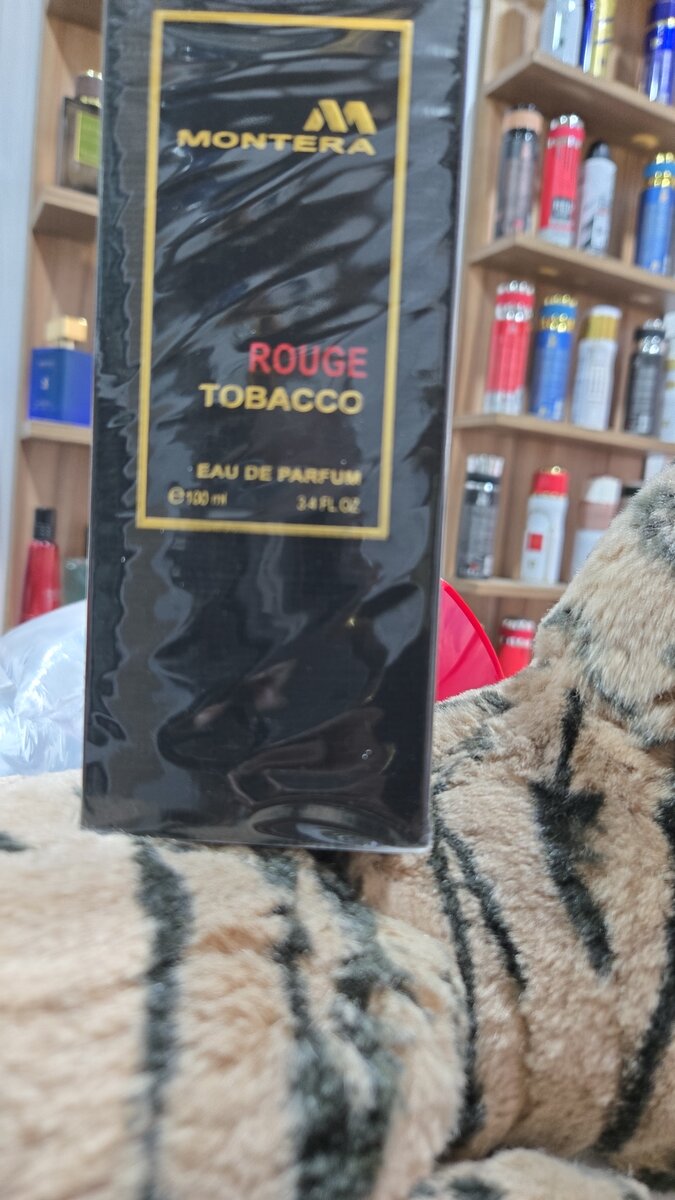 MONTERA
ROUGE
TOBACCO
EAU DE PARFUM
℮100 ml 3.4 FL OZ